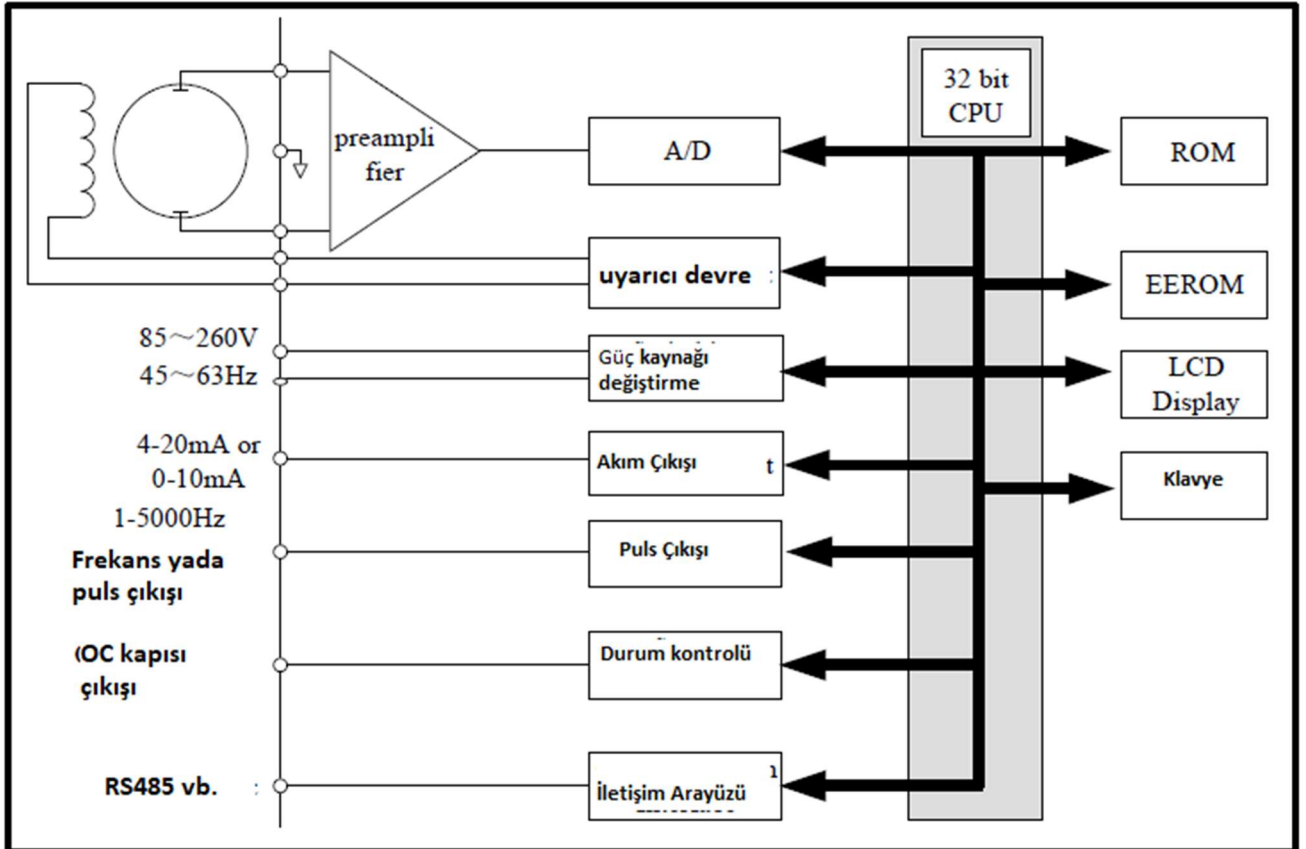 32 bit
CPU
preampli
fier
A/D
ROM
uyarıcı devre :
EEROM
85～260V
45～63Hz
Güç kaynağı
değiştirme
LCD
Display
4-20mA or
0-10mA
Akım Çıkışı t
Klavye
1-5000Hz
Frekans yada
puls çıkışı
Puls Çıkışı
(OC kapısı
çıkışı
Durum kontrolü
RS485 vb. :
İletişim Arayüzü